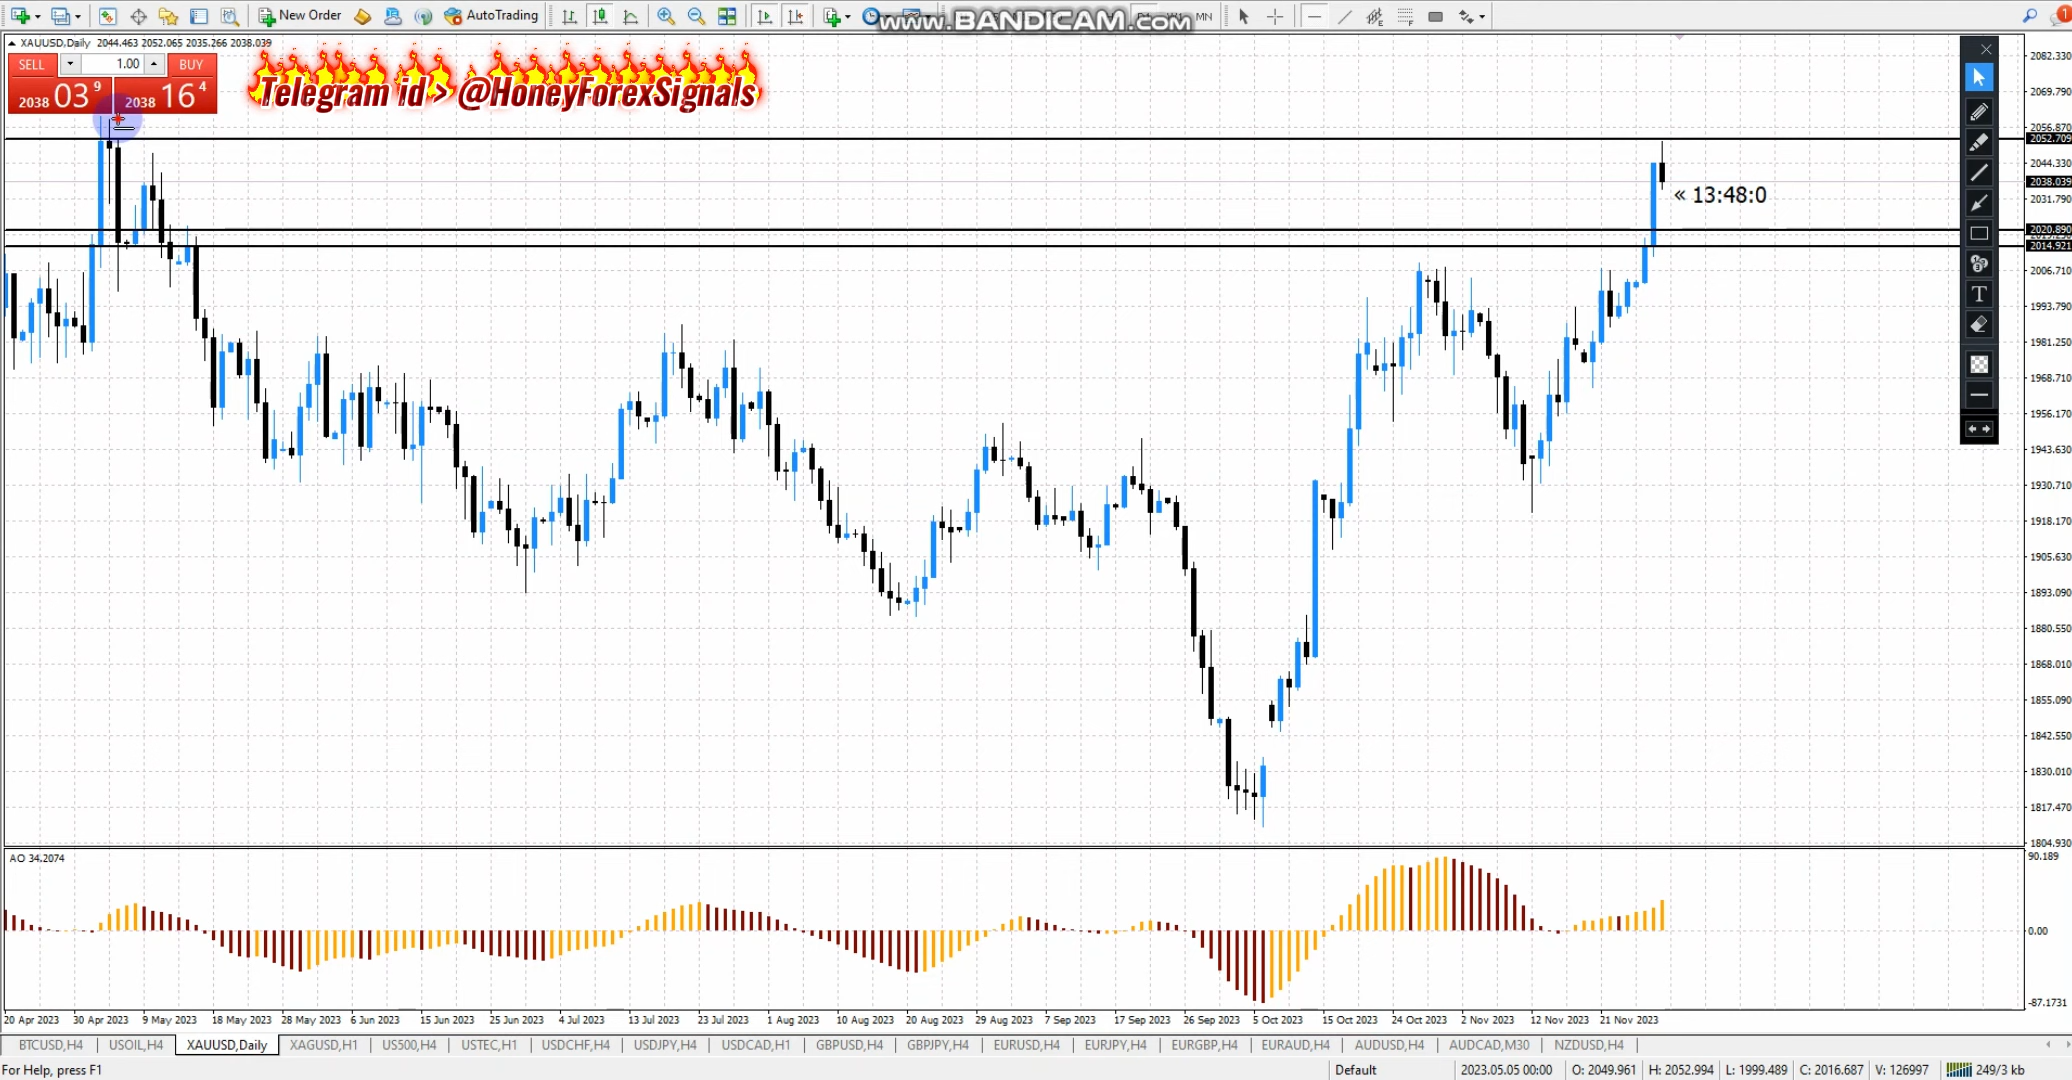 New Order
AutoTrading
www.BANDICAM.com
MN
1
XAUUSD,Daily 2044.463 2052.065 2035.266 2038.039
SELL
1.00
BUY
2038 03 9
2038 16 4
Telegram id > @HoneyForexSignals
« 13:48:0
2082.330
2069.790
2056.870
2052.709
2044.330
2038.039
2031.790
2020.890
2014.921
2006.710
1993.790
1981.250
1968.710
1956.170
1943.630
1930.710
1918.170
1905.630
1893.090
1880.550
1868.010
1855.090
1842.550
1830.010
1817.470
1804.930
AO 34.2074
90.189
0.00
-87.1731
20 Apr 2023 30 Apr 2023 9 May 2023 18 May 2023 28 May 2023 6 Jun 2023 15 Jun 2023 25 Jun 2023 4 Jul 2023 13 Jul 2023 23 Jul 2023 1 Aug 2023 10 Aug 2023 20 Aug 2023 29 Aug 2023 7 Sep 2023 17 Sep 2023 26 Sep 2023 5 Oct 2023 15 Oct 2023 24 Oct 2023 2 Nov 2023 12 Nov 2023 21 Nov 2023
BTCUSD,H4 USOIL,H4 XAUUSD,Daily XAGUSD,H1 US500,H4 USTEC,H1 USDCHF,H4 USDJPY,H4 USDCAD,H1 GBPUSD,H4 GBPJPY,H4 EURUSD,H4 EURJPY,H4 EURGBP,H4 EURAUD,H4 AUDUSD,H4 AUDCAD,M30 NZDUSD,H4
For Help, press F1
Default
2023.05.05 00:00
O: 2049.961
H: 2052.994
L: 1999.489
C: 2016.687
V: 126997
249/3 kb